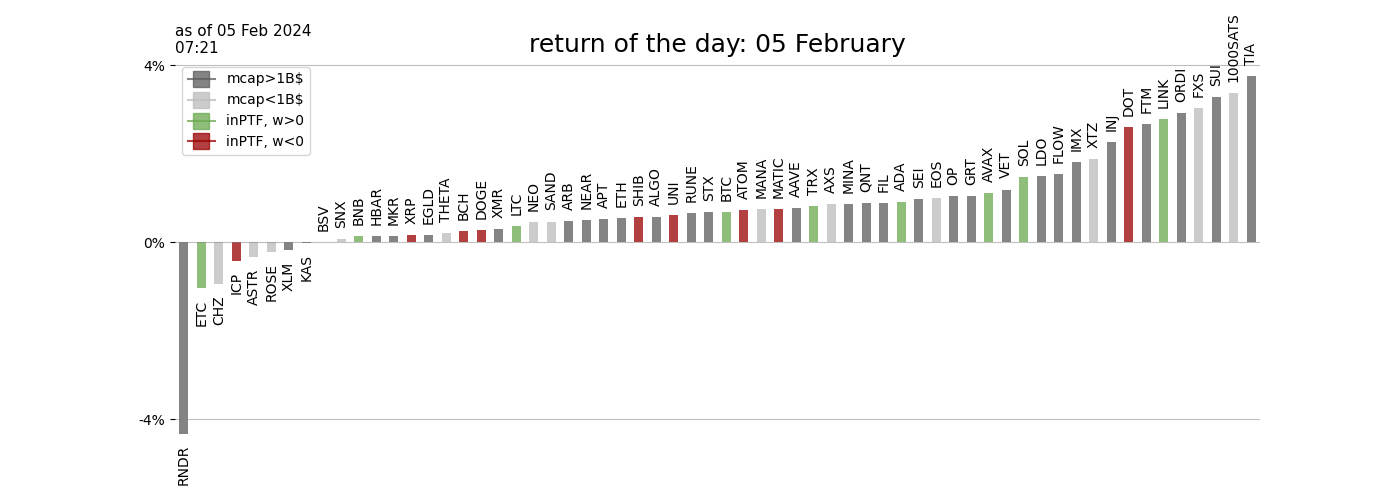 as of 05 Feb 2024
07:21
return of the day: 05 February
4%
0%
-4%
mcap>1B$
mcap<1B$
inPTF, w>0
inPTF, w<0
RNDR
ETC
CHZ
ICP
ASTR
ROSE
XLM
KAS
BSV
SNX
BNB
HBAR
MKR
XRP
EGLD
THETA
BCH
DOGE
XMR
LTC
NEO
SAND
ARB
NEAR
APT
ETH
SHIB
ALGO
UNI
RUNE
STX
BTC
ATOM
MANA
MATIC
AAVE
TRX
AXS
MINA
QNT
FIL
ADA
SEI
EOS
OP
GRT
AVAX
VET
SOL
LDO
FLOW
IMX
XTZ
INJ
DOT
FTM
LINK
ORDI
FXS
SUI
1000SATS
TIA